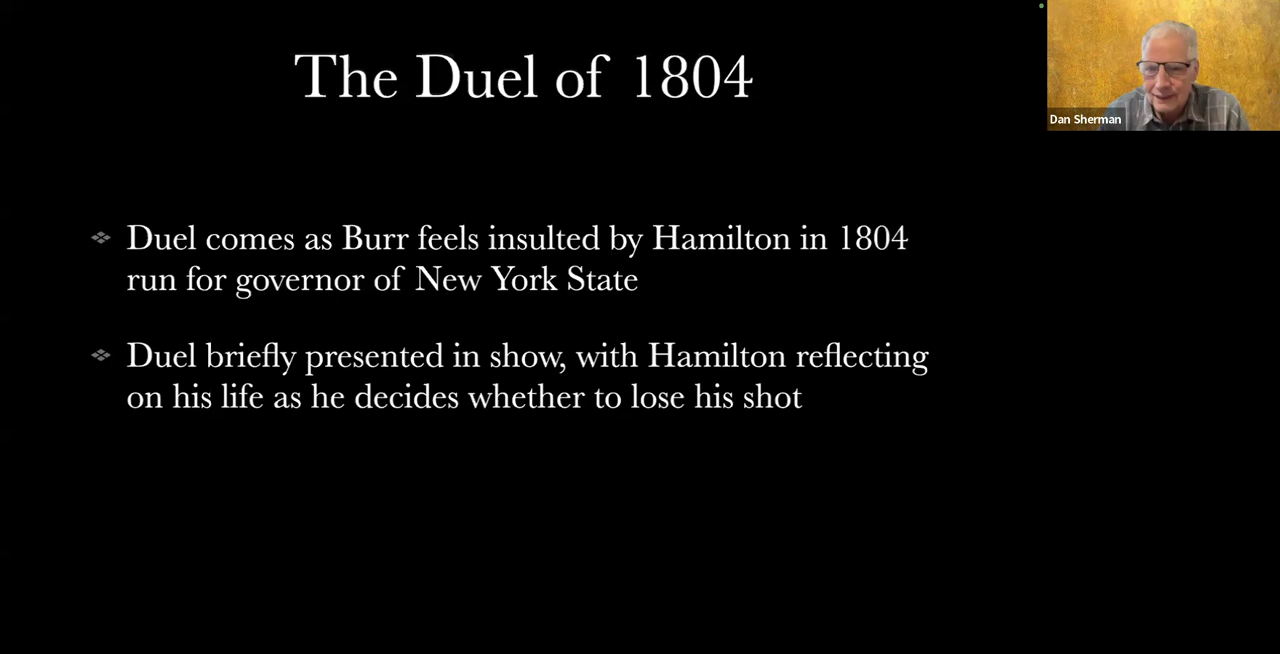 The Duel of 1804
Dan Sherman
Duel comes as Burr feels insulted by Hamilton in 1804
run for governor of New York State
Duel briefly presented in show, with Hamilton reflecting
on his life as he decides whether to lose his shot